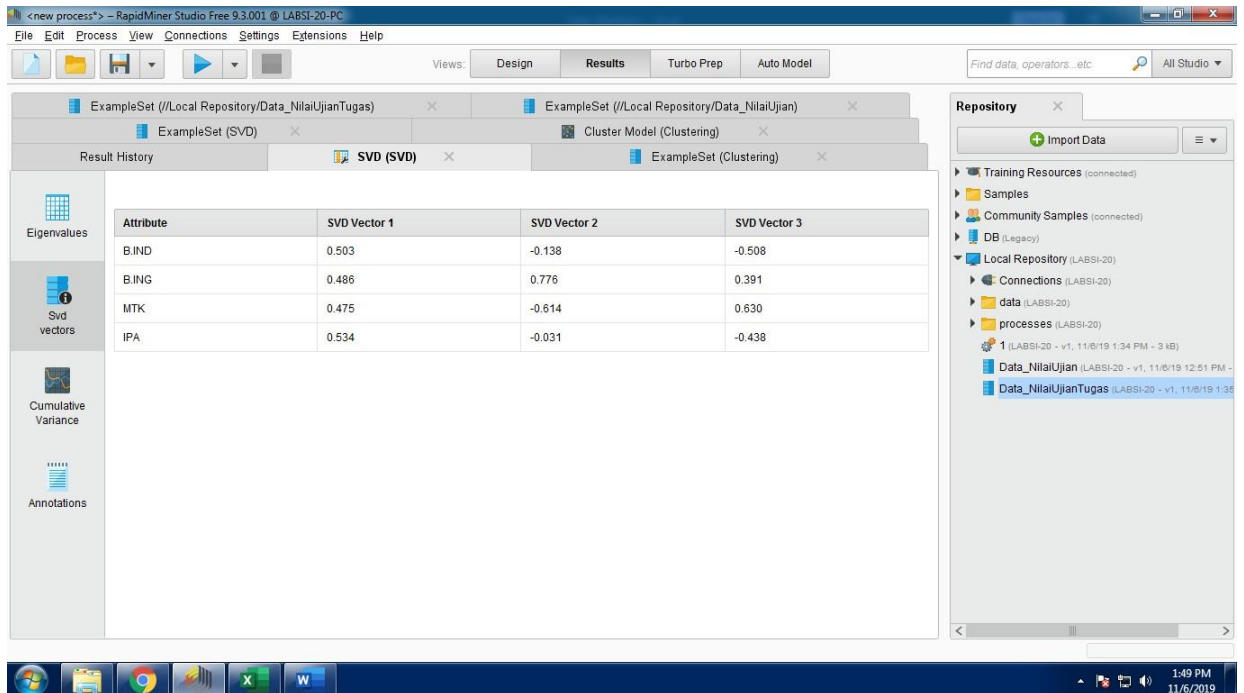 <new process*> – RapidMiner Studio Free 9.3.001 @ LABSI-20-PC
File Edit Process View Connections Settings Extensions Help
Views: Design Results Turbo Prep Auto Model
Find data, operators...etc All Studio
ExampleSet (//Local Repository/Data_NilaiUjianTugas) ExampleSet (//Local Repository/Data_NilaiUjian)
ExampleSet (SVD) Cluster Model (Clustering)
Result History SVD (SVD) ExampleSet (Clustering)
Eigenvalues
Svd
vectors
Cumulative
Variance
Annotations
Attribute SVD Vector 1 SVD Vector 2 SVD Vector 3
B.IND 0.503 -0.138 -0.508
B.ING 0.486 0.776 0.391
MTK 0.475 -0.614 0.630
IPA 0.534 -0.031 -0.438
Repository
Import Data
Training Resources (connected)
Samples
Community Samples (connected)
DB (Legacy)
Local Repository (LABSI-20)
Connections (LABSI-20)
data (LABSI-20)
processes (LABSI-20)
1 (LABSI-20 - v1, 11/6/19 1:34 PM - 3 kB)
Data_NilaiUjian (LABSI-20 - v1, 11/6/19 12:51 PM -
Data_NilaiUjianTugas (LABSI-20 - v1, 11/6/19 1:35
1:49 PM
11/6/2019